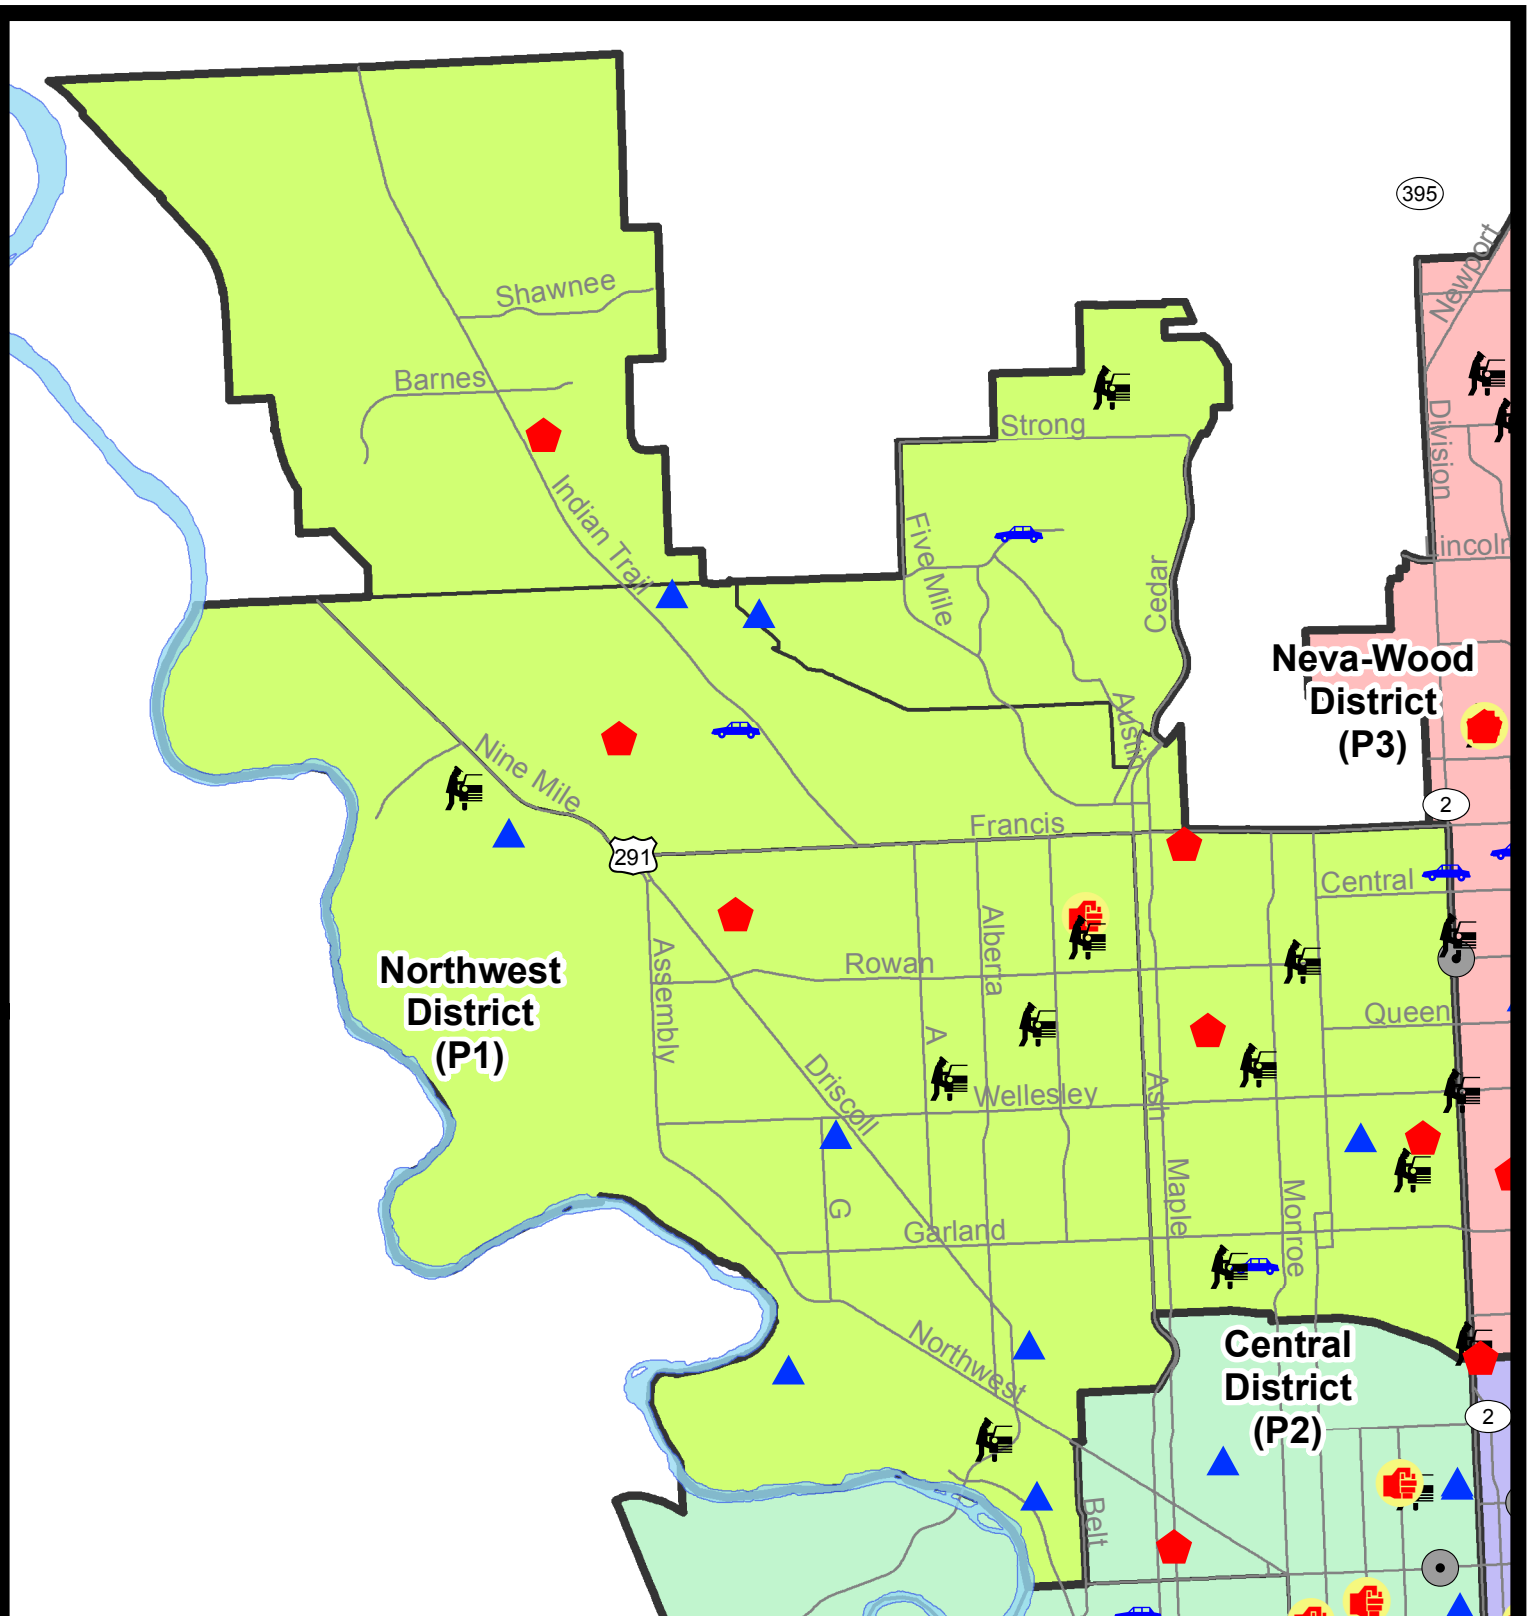 395
Newport
Shawnee
Barnes
Strong
Division
Indian Trail
Five Mile
Cedar
Lincoln
Neva-Wood
District
(P3)
Austin
Nine Mile
2
Francis
291
Central
Alberta
Assembly
Rowan
Northwest
District
(P1)
Queen
A
Driscoll
Wellesley
Ash
G
Maple
Monroe
Garland
Northwest
Central
District
(P2)
2
Belt